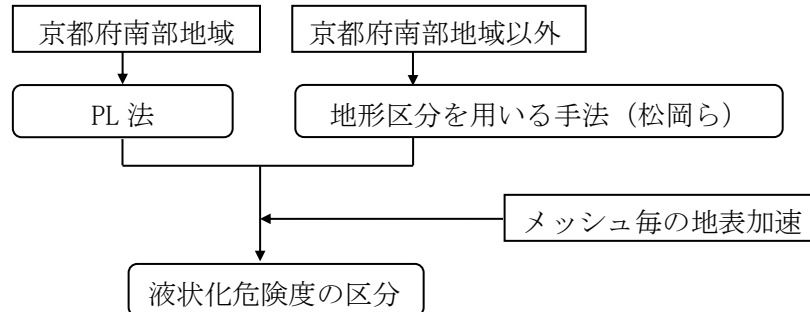 京都府南部地域
京都府南部地域以外
PL 法
地形区分を用いる手法（松岡ら）
メッシュ毎の地表加速
液状化危険度の区分